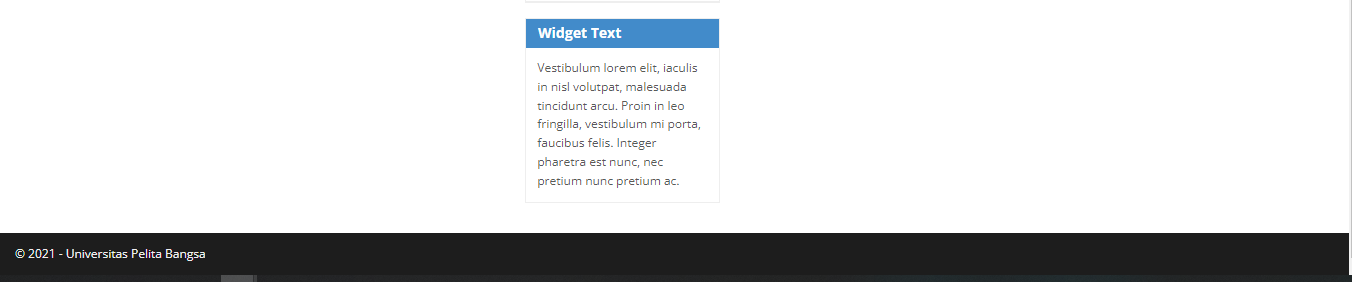 Widget Text
Vestibulum lorem elit, iaculis
in nisl volutpat, malesuada
tincidunt arcu. Proin in leo
fringilla, vestibulum mi porta,
faucibus felis. Integer
pharetra est nunc, nec
pretium nunc pretium ac.
© 2021 - Universitas Pelita Bangsa